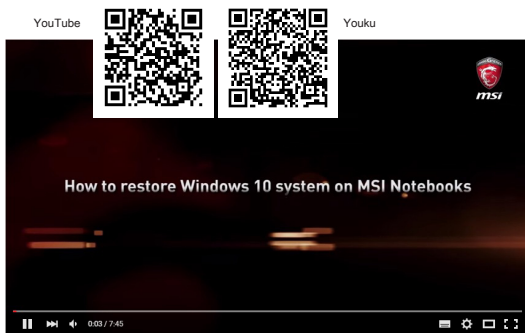 YouTube
Youku
msi
How to restore Windows 10 system on MSI Notebooks
0:03 / 7:45